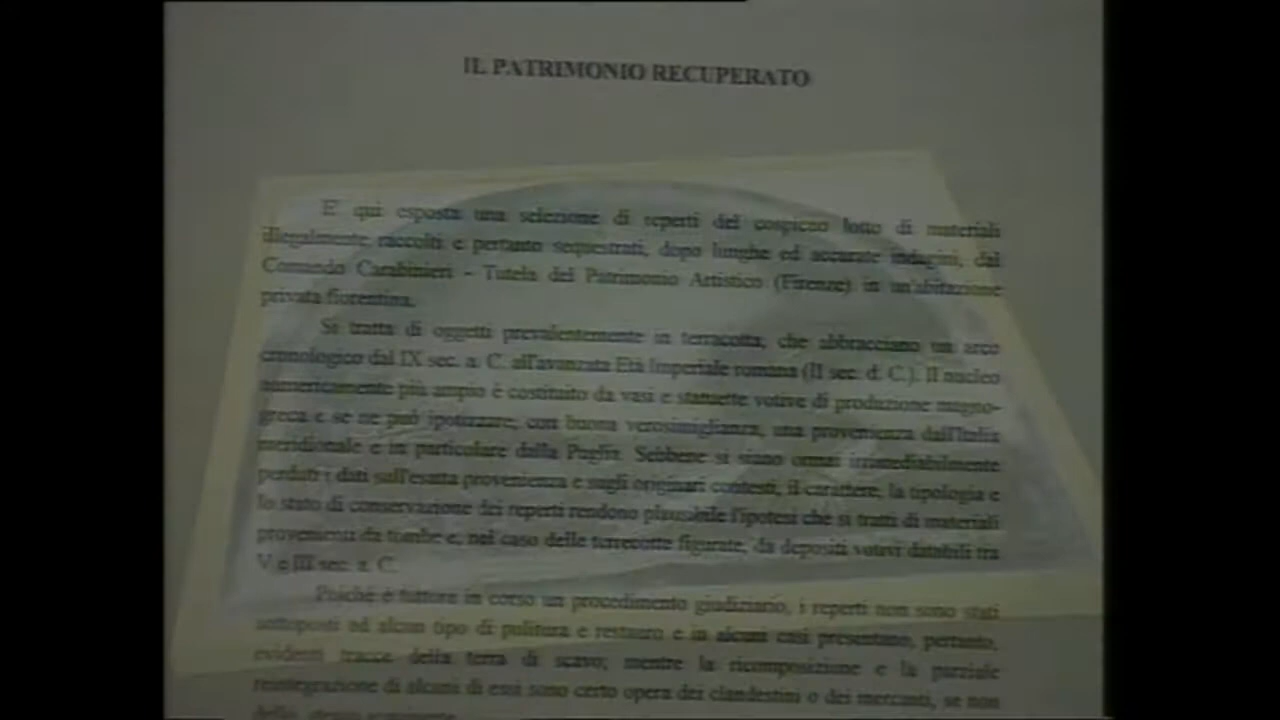 IL PATRIMONIO RECUPERATO
E' qui esposta una selezione di reperti del cospicuo lotto di materiali
illegalmente raccolti e pertanto sequestrati, dopo lunghe ed accurate indagini, dal
Comando Carabinieri - Tutela del Patrimonio Artistico (Firenze) in un'abitazione
privata fiorentina.
Si tratta di oggetti prevalentemente in terracotta, che abbracciano un arco
cronologico dal IX sec. a. C. all'avanzata Età Imperiale romana (II sec. d. C.). Il nucleo
numericamente più ampio è costituito da vasi e statuette votive di produzione magno-
greca e se ne può ipotizzare, con buona verosimiglianza, una provenienza dall'Italia
meridionale e in particolare dalla Puglia. Sebbene si siano ormai irrimediabilmente
perduti i dati sull'esatta provenienza e sugli originari contesti, il carattere, la tipologia e
lo stato di conservazione dei reperti rendono plausibile l'ipotesi che si tratti di materiali
provenienti da tombe e, nel caso delle terrecotte figurate, da depositi votivi databili tra
V e III sec. a. C.
Poiché è tuttora in corso un procedimento giudiziario, i reperti non sono stati
sottoposti ad alcun tipo di pulitura e restauro e in alcuni casi presentano, pertanto,
evidenti tracce della terra di scavo; mentre la ricomposizione e la parziale
reintegrazione di alcuni di essi sono certo opera dei clandestini o dei mercanti, se non
dello